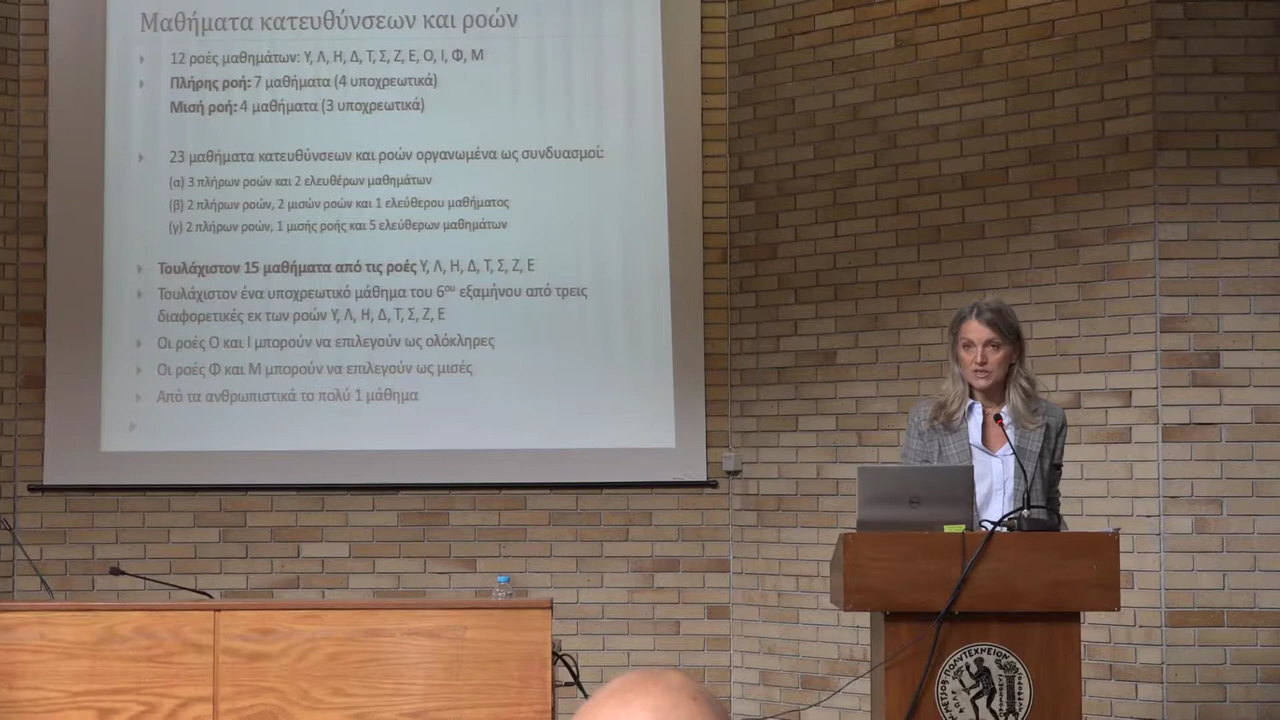 Μαθήματα κατευθύνσεων και ροών
12 ροές μαθημάτων: Υ, Λ, Η, Δ, Τ, Σ, Ζ, Ε, Ο, Ι, Φ, Μ
Πλήρης ροή: 7 μαθήματα (4 υποχρεωτικά)
Μισή ροή: 4 μαθήματα (3 υποχρεωτικά)
23 μαθήματα κατευθύνσεων και ροών οργανωμένα ως συνδυασμοί:
(α) 3 πλήρων ροών και 2 ελευθέρων μαθημάτων
(β) 2 πλήρων ροών, 2 μισών ροών και 1 ελεύθερου μαθήματος
(γ) 2 πλήρων ροών, 1 μισής ροής και 5 ελεύθερων μαθημάτων
Τουλάχιστον 15 μαθήματα από τις ροές Υ, Λ, Η, Δ, Τ, Σ, Ζ, Ε
Τουλάχιστον ένα υποχρεωτικό μάθημα του 6ου εξαμήνου από τρεις
διαφορετικές εκ των ροών Υ, Λ, Η, Δ, Τ, Σ, Ζ, Ε
Οι ροές Ο και Ι μπορούν να επιλεγούν ως ολόκληρες
Οι ροές Φ και Μ μπορούν να επιλεγούν ως μισές
Από τα ανθρωπιστικά το πολύ 1 μάθημα
DELL
ΜΕΤΣΟΒ·ΠΟΛΥΤΕΧΝΕΙΟΝ